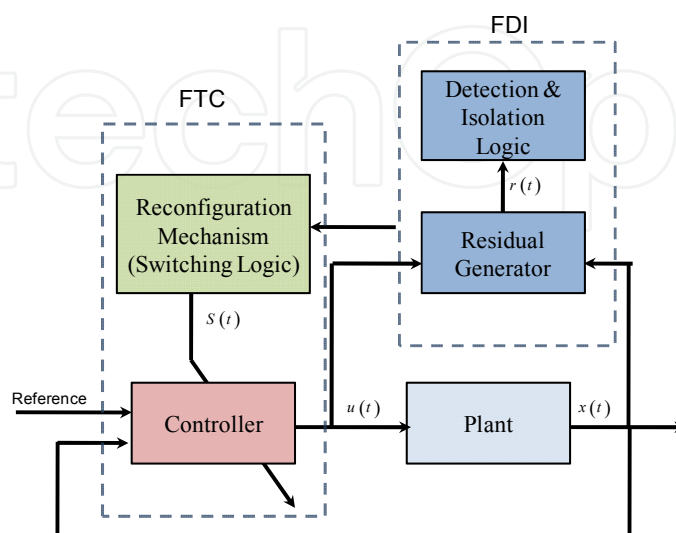 FDI
FTC
Detection &
Isolation
Logic
r(t)
Reconfiguration
Mechanism
(Switching Logic)
Residual
Generator
S(t)
Reference
Controller
u(t)
Plant
x(t)